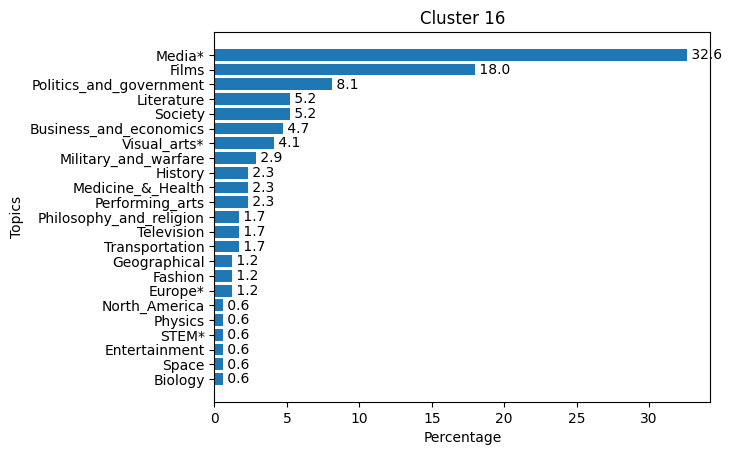 Cluster 16
Topics
Media* 32.6
Films 18.0
Politics_and_government 8.1
Literature 5.2
Society 5.2
Business_and_economics 4.7
Visual_arts* 4.1
Military_and_warfare 2.9
History 2.3
Medicine_&_Health 2.3
Performing_arts 2.3
Philosophy_and_religion 1.7
Television 1.7
Transportation 1.7
Geographical 1.2
Fashion 1.2
Europe* 1.2
North_America 0.6
Physics 0.6
STEM* 0.6
Entertainment 0.6
Space 0.6
Biology 0.6
0 5 10 15 20 25 30
Percentage